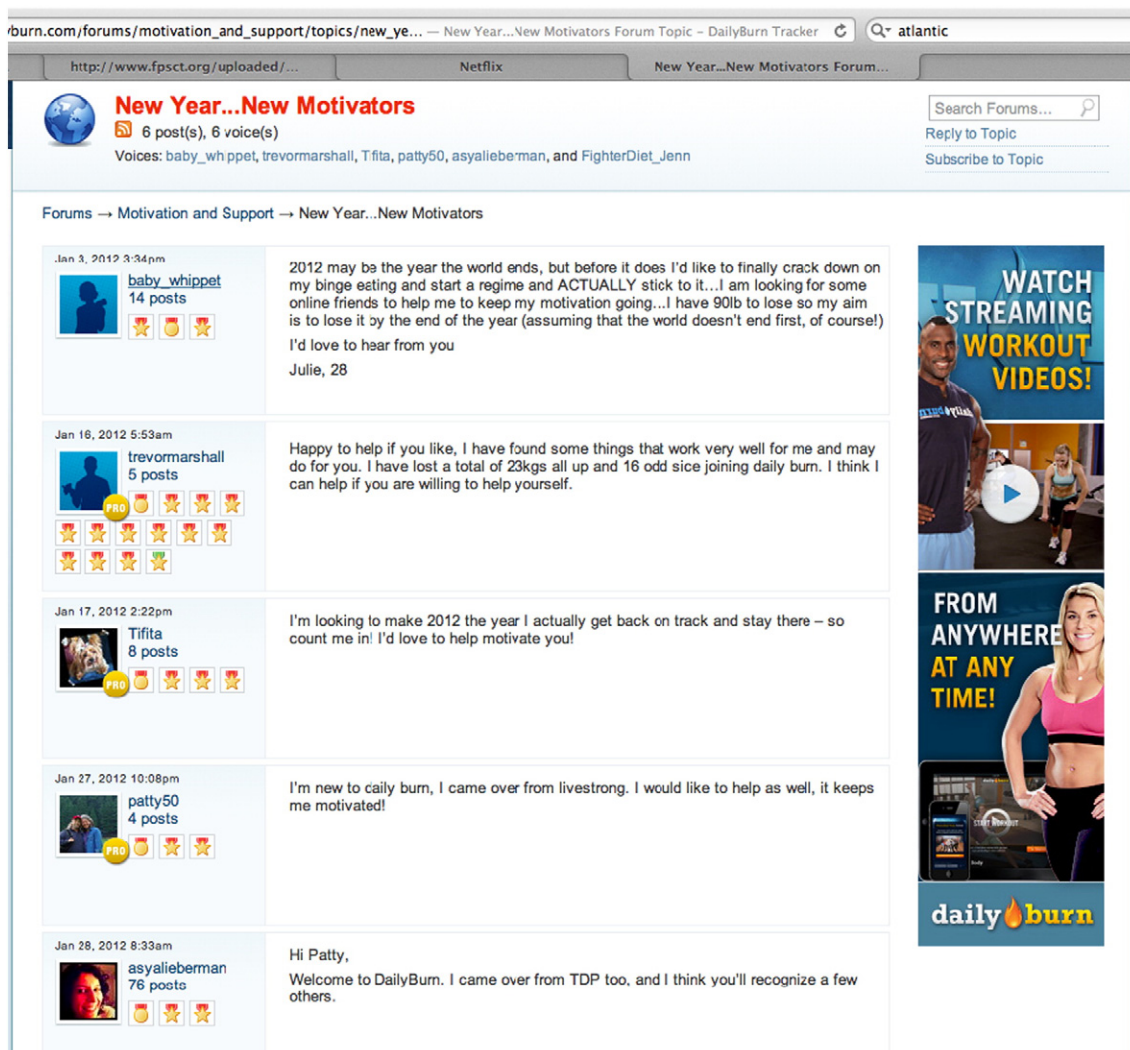 yburn.com/forums/motivation_and_support/topics/new_ye... — New Year...New Motivators Forum Topic – DailyBurn Tracker
atlantic
http://www.fpsct.org/uploaded/...
Netflix
New Year...New Motivators Forum...
New Year...New Motivators
6 post(s), 6 voice(s)
Voices: baby_whippet, trevormarshall, Tifita, patty50, asyalieberman, and FighterDiet_Jenn
Search Forums...
Reply to Topic
Subscribe to Topic
Forums → Motivation and Support → New Year...New Motivators
Jan 3, 2012 3:34pm
baby_whippet
14 posts
2012 may be the year the world ends, but before it does I'd like to finally crack down on
my binge eating and start a regime and ACTUALLY stick to it...I am looking for some
online friends to help me to keep my motivation going...I have 90lb to lose so my aim
is to lose it by the end of the year (assuming that the world doesn't end first, of course!)
I'd love to hear from you
Julie, 28
Jan 16, 2012 5:53am
trevormarshall
5 posts
PRO
Happy to help if you like, I have found some things that work very well for me and may
do for you. I have lost a total of 23kgs all up and 16 odd sice joining daily burn. I think I
can help if you are willing to help yourself.
Jan 17, 2012 2:22pm
Tifita
8 posts
PRO
I'm looking to make 2012 the year I actually get back on track and stay there – so
count me in! I'd love to help motivate you!
Jan 27, 2012 10:08pm
patty50
4 posts
PRO
I'm new to daily burn, I came over from livestrong. I would like to help as well, it keeps
me motivated!
Jan 28, 2012 8:33am
asyalieberman
76 posts
Hi Patty,
Welcome to DailyBurn. I came over from TDP too, and I think you'll recognize a few
others.
WATCH
STREAMING
WORKOUT
VIDEOS!
dailyburn
FROM
ANYWHERE
AT ANY
TIME!
START WORKOUT
daily burn